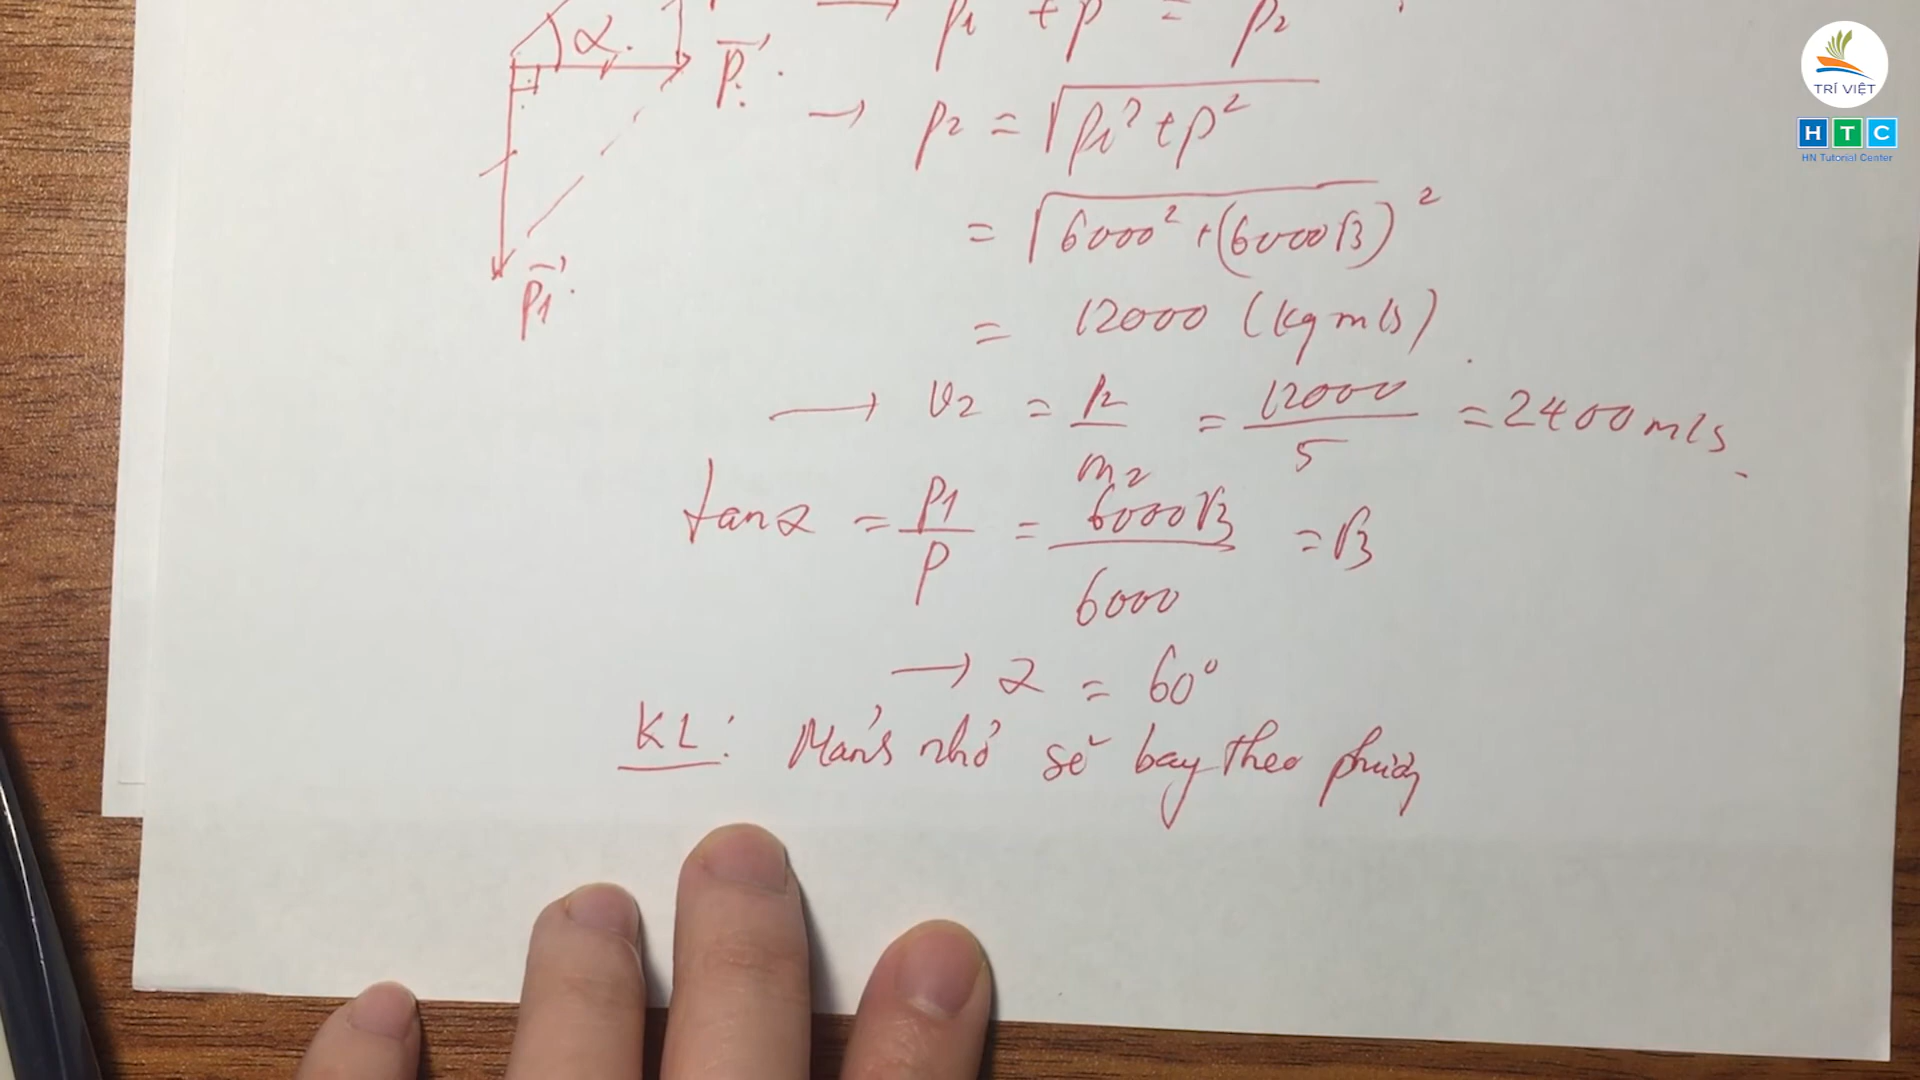 → p₁ + p = p₂
α
p⃗
→ p₂ = √(p₁² + p²)
= √(6000² + (6000√3)²)
p⃗₁
= 12000 (kg m/s)
→ v₂ = p₂/m₂ = 12000/5 = 2400 m/s
tanα = p1/p = 6000√3/6000 = √3
→ α = 60°
KL: Mảnh nhỏ sẽ bay theo phương
TRÍ VIỆT
HTC
HN Tutorial Center